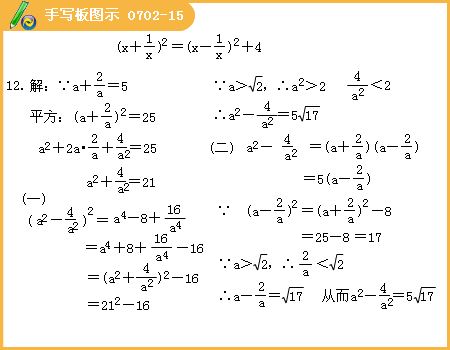 手写板图示 0702-15
(x+1/x)²=(x-1/x)²+4
12. 解:∵a+2/a=5
平方:(a+2/a)²=25
a²+2a·2/a+4/a2=25
a²+4/a2=21
(一)
(a²-4/a²)²=a⁴-8+16/a⁴
=a⁴+8+16/a⁴-16
=(a²+4/a²)²-16
=21²-16
∵a>√2,∴a²>2 4/a²<2
∴a²-4/a²=5√17
(二) a²-4/a²=(a+2/a)(a-2/a)
=5(a-2/a)
∵ (a-2/a)²=(a+2/a)²-8
=25-8=17
∵a>√2,∴2/a<√2
∴a-2/a=√17 从而a²-4/a²=5√17